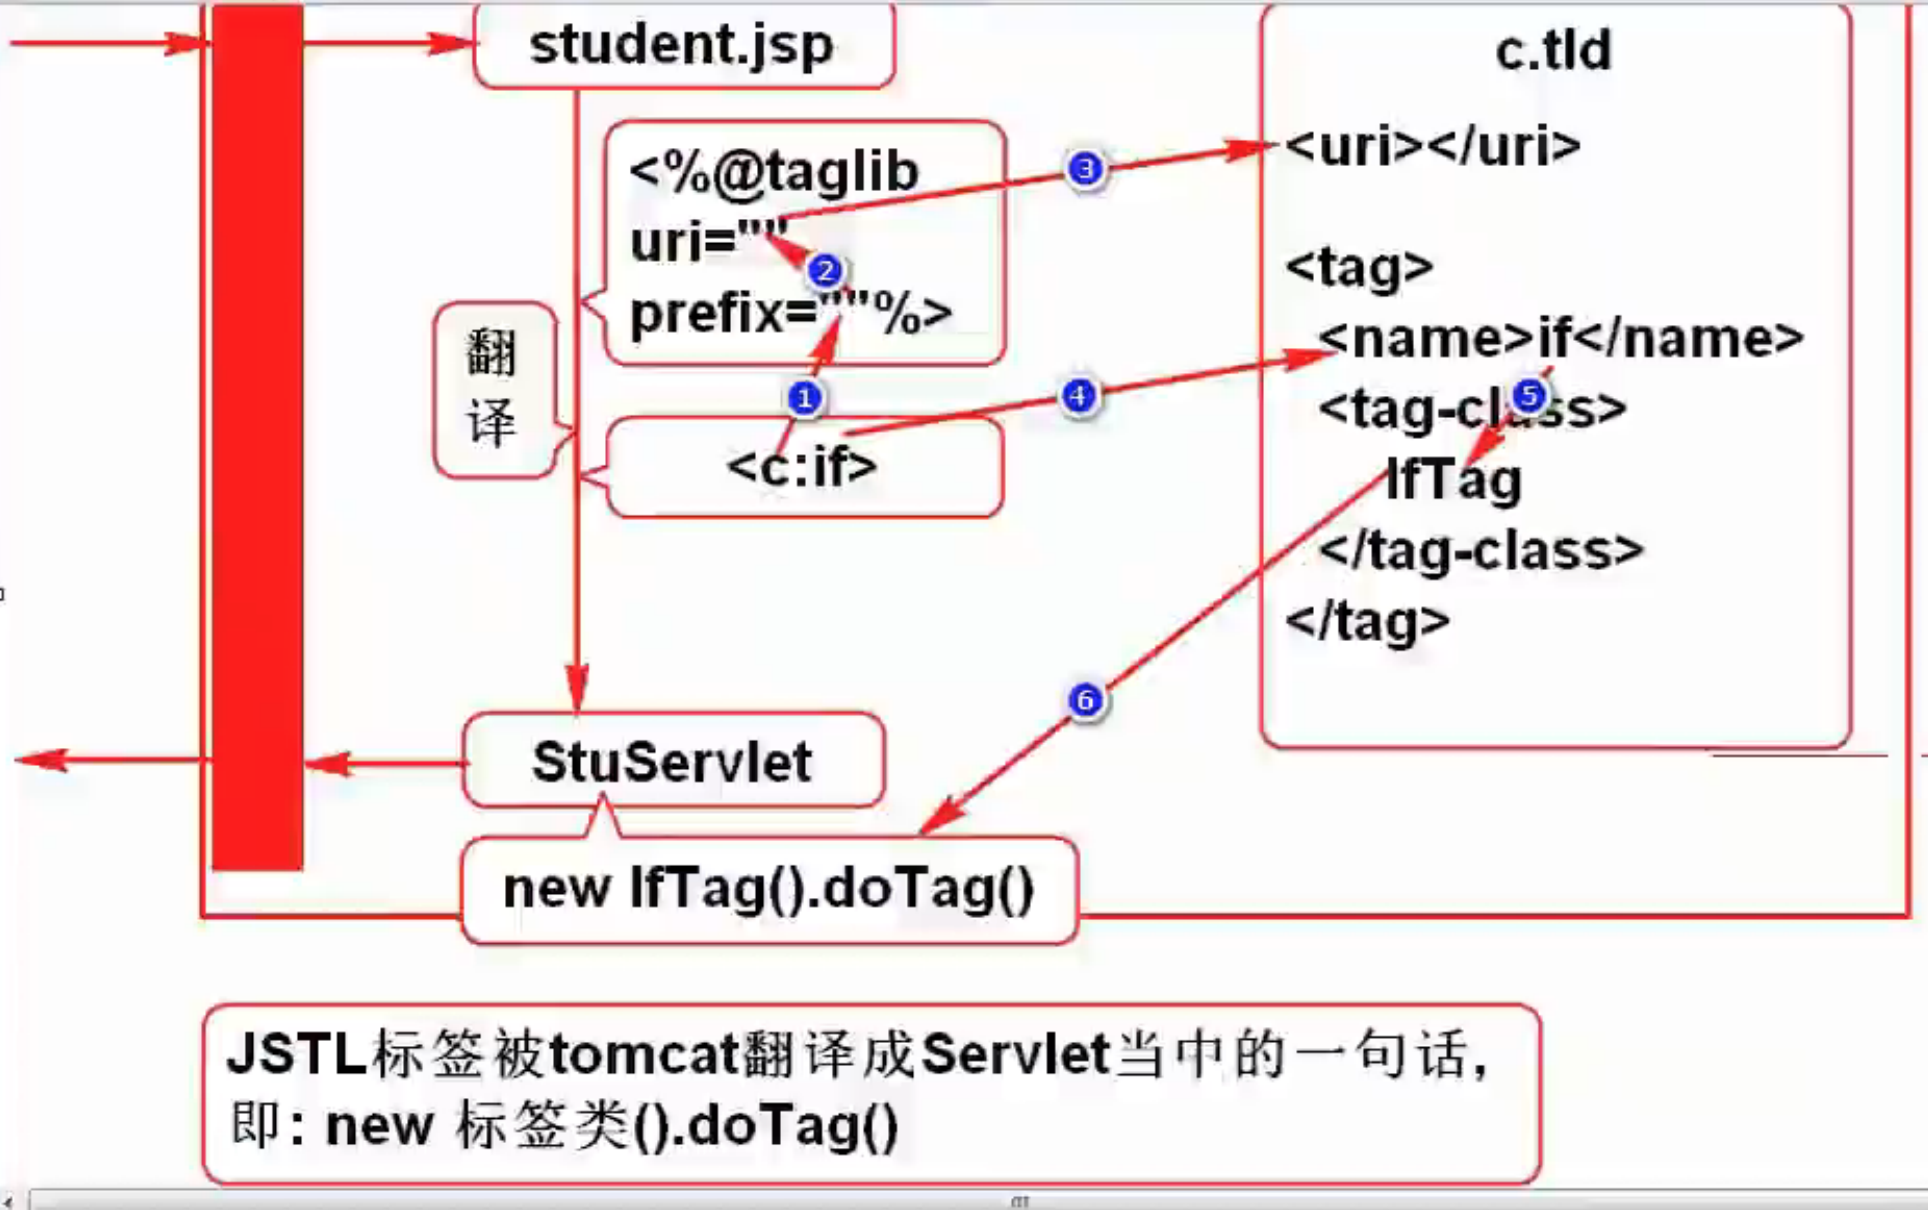 student.jsp
<%@taglib
uri=""
prefix=""%>
翻
译
<c:if>
StuServlet
new IfTag().doTag()
c.tld
<uri></uri>
<tag>
<name>if</name>
<tag-class>
IfTag
</tag-class>
</tag>
1
2
3
4
5
6
JSTL标签被tomcat翻译成Servlet当中的一句话,
即: new 标签类().doTag()